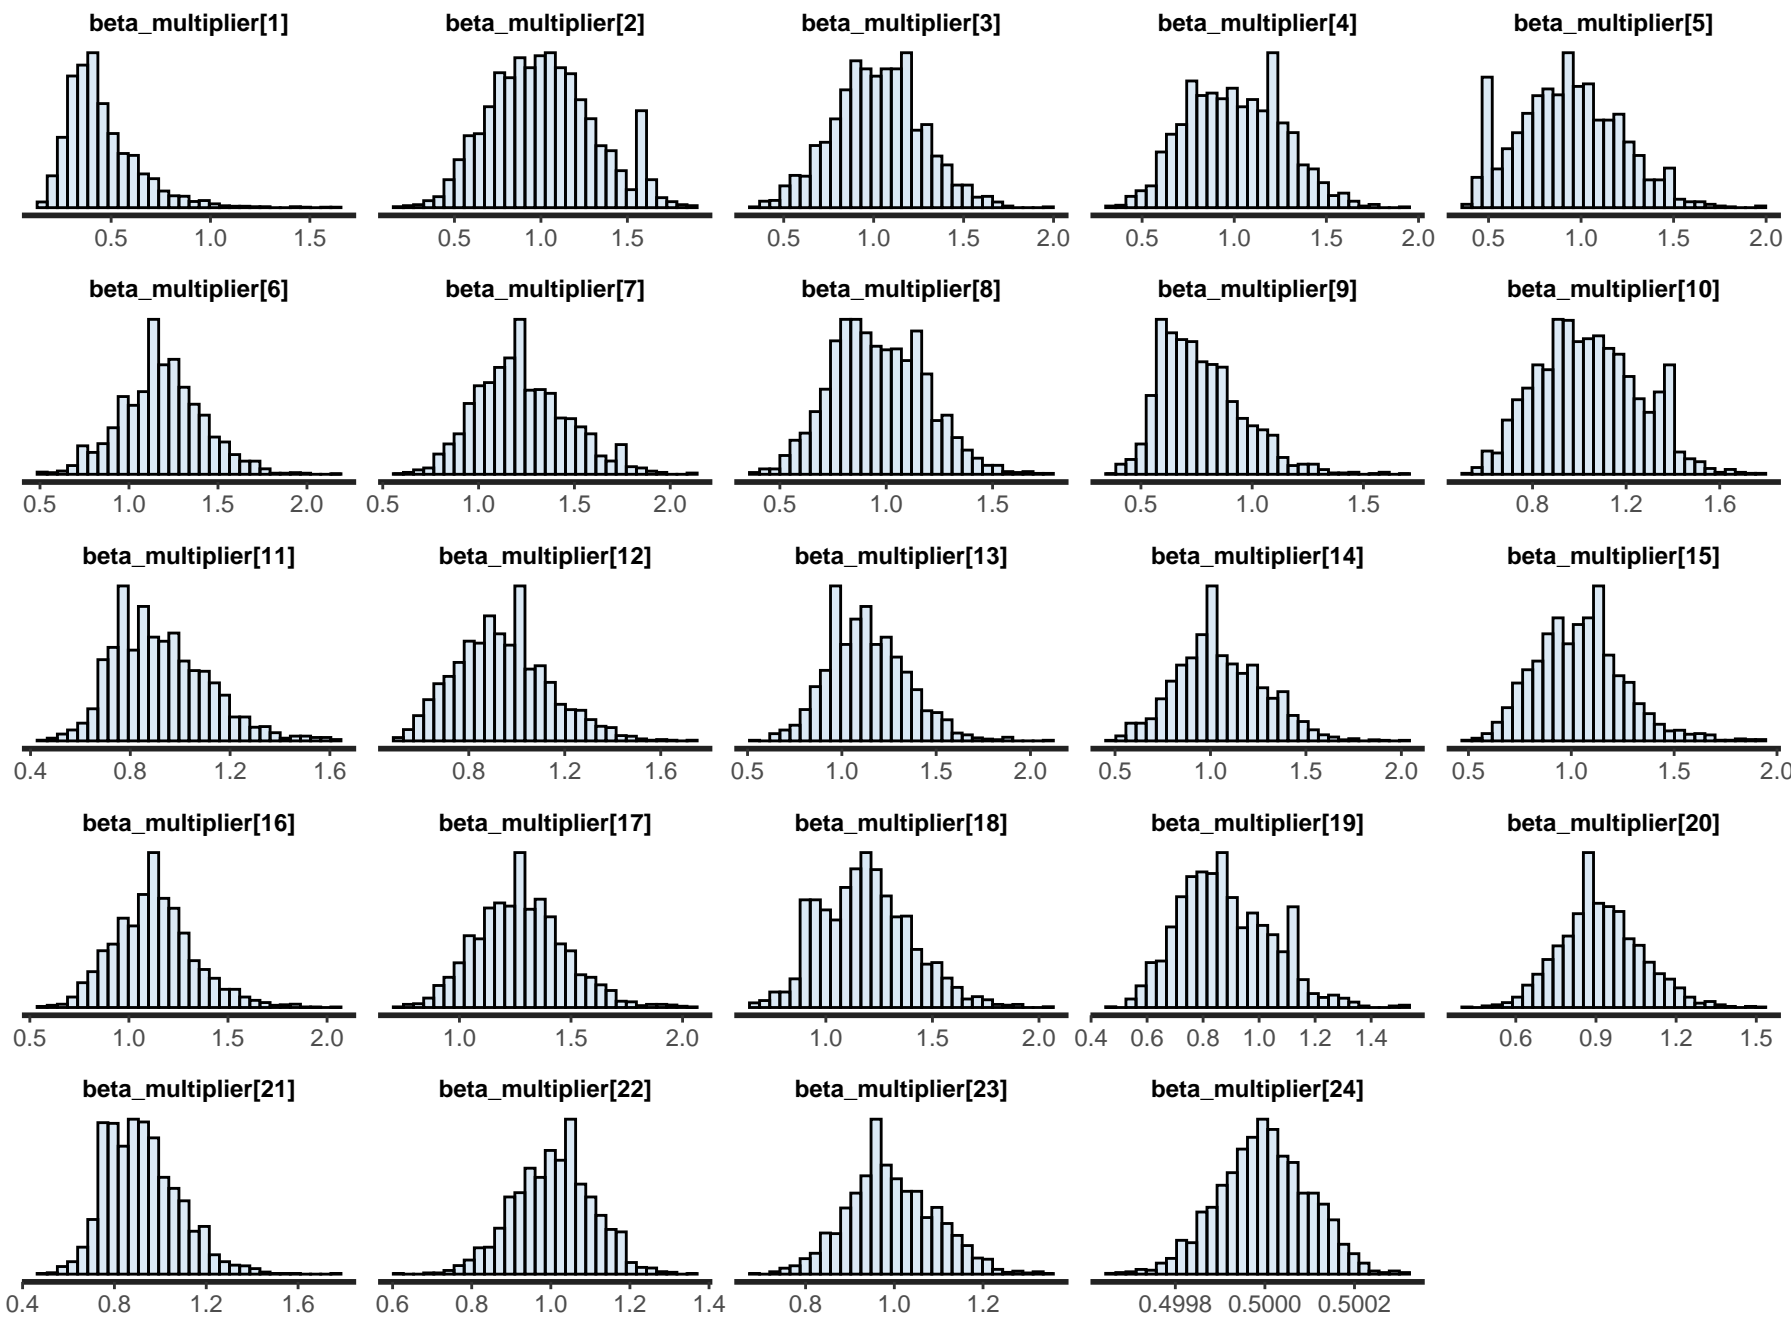 beta_multiplier[1] beta_multiplier[2] beta_multiplier[3] beta_multiplier[4] beta_multiplier[5]
0.5 1.0 1.5 0.5 1.0 1.5 0.5 1.0 1.5 2.0 0.5 1.0 1.5 2.0 0.5 1.0 1.5 2.0
beta_multiplier[6] beta_multiplier[7] beta_multiplier[8] beta_multiplier[9] beta_multiplier[10]
0.5 1.0 1.5 2.0 0.5 1.0 1.5 2.0 0.5 1.0 1.5 0.5 1.0 1.5 0.8 1.2 1.6
beta_multiplier[11] beta_multiplier[12] beta_multiplier[13] beta_multiplier[14] beta_multiplier[15]
0.4 0.8 1.2 1.6 0.8 1.2 1.6 0.5 1.0 1.5 2.0 0.5 1.0 1.5 2.0 0.5 1.0 1.5 2.0
beta_multiplier[16] beta_multiplier[17] beta_multiplier[18] beta_multiplier[19] beta_multiplier[20]
0.5 1.0 1.5 2.0 1.0 1.5 2.0 1.0 1.5 2.0 0.4 0.6 0.8 1.0 1.2 1.4 0.6 0.9 1.2 1.5
beta_multiplier[21] beta_multiplier[22] beta_multiplier[23] beta_multiplier[24]
0.4 0.8 1.2 1.6 0.6 0.8 1.0 1.2 1.4 0.8 1.0 1.2 0.4998 0.5000 0.5002